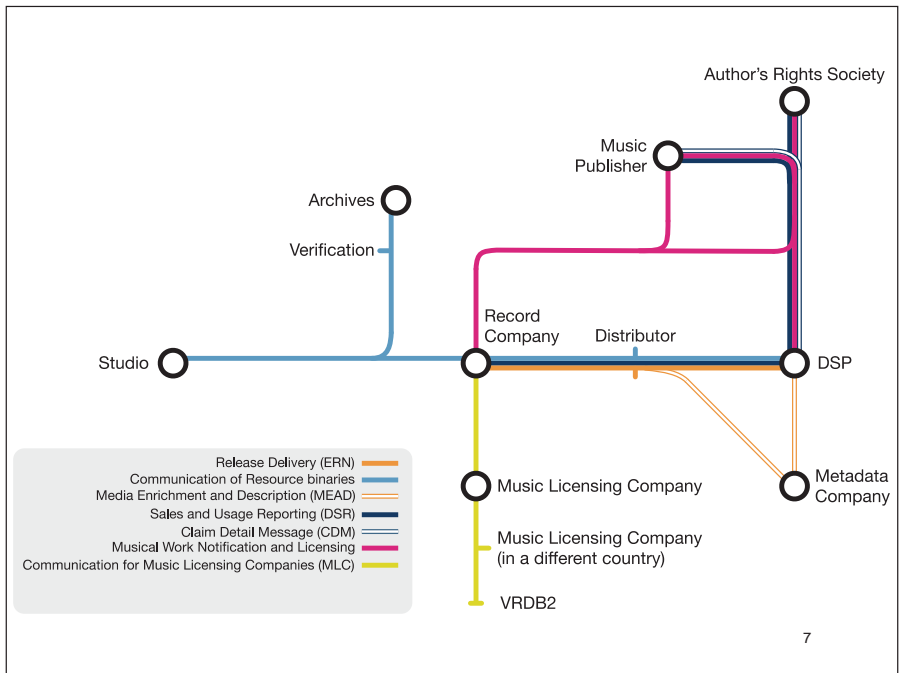 Author's Rights Society
Music
Publisher
Archives
Verification
Record
Company
Distributor
Studio
DSP
Release Delivery (ERN)
Communication of Resource binaries
Media Enrichment and Description (MEAD)
Sales and Usage Reporting (DSR)
Claim Detail Message (CDM)
Musical Work Notification and Licensing
Communication for Music Licensing Companies (MLC)
Music Licensing Company
Metadata
Company
Music Licensing Company
(in a different country)
VRDB2
7